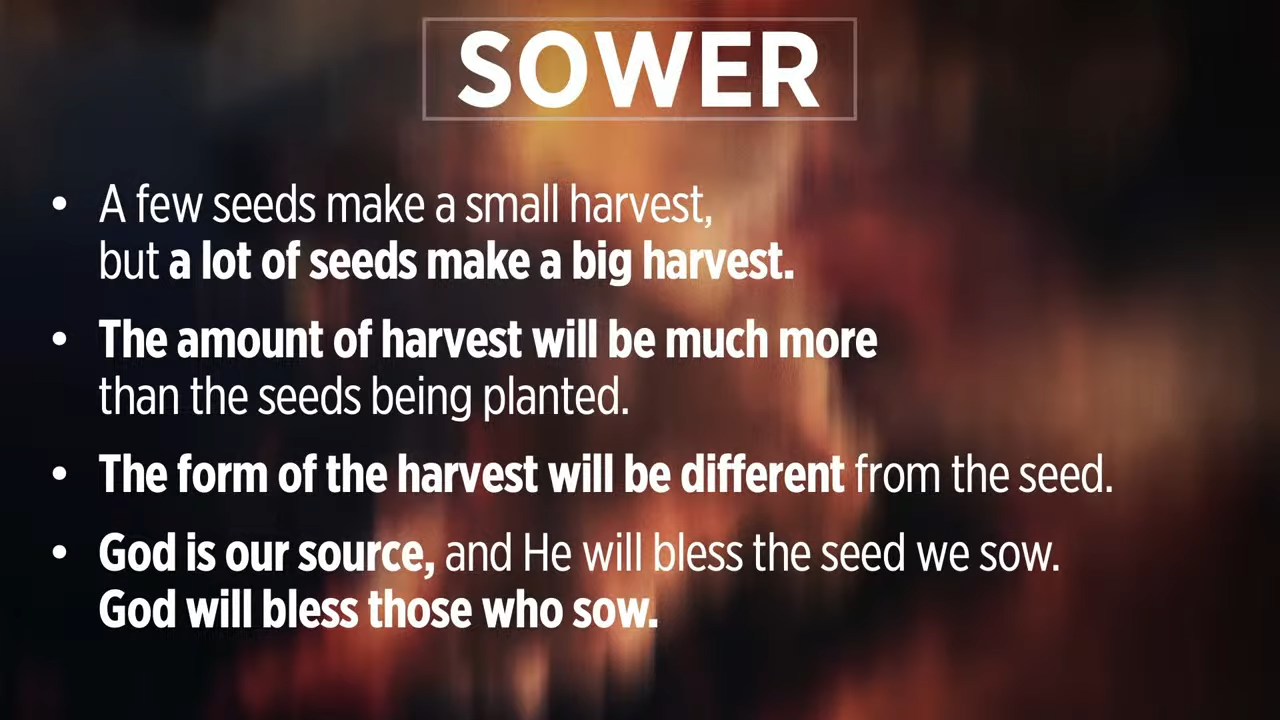 SOWER
• A few seeds make a small harvest,
but a lot of seeds make a big harvest.
• The amount of harvest will be much more
than the seeds being planted.
• The form of the harvest will be different from the seed.
• God is our source, and He will bless the seed we sow.
God will bless those who sow.